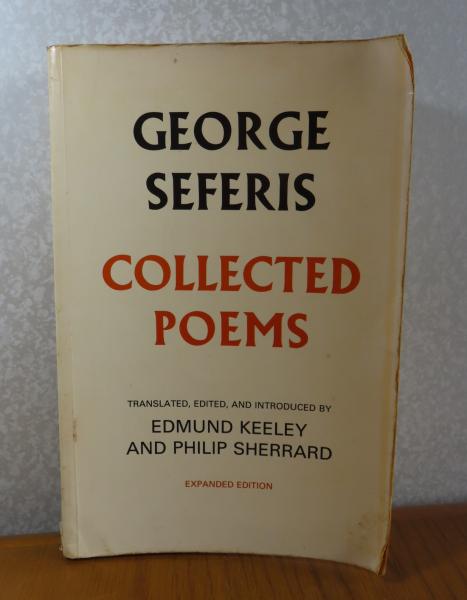 GEORGE
SEFERIS
COLLECTED
POEMS
TRANSLATED, EDITED, AND INTRODUCED BY
EDMUND KEELEY
AND PHILIP SHERRARD
EXPANDED EDITION